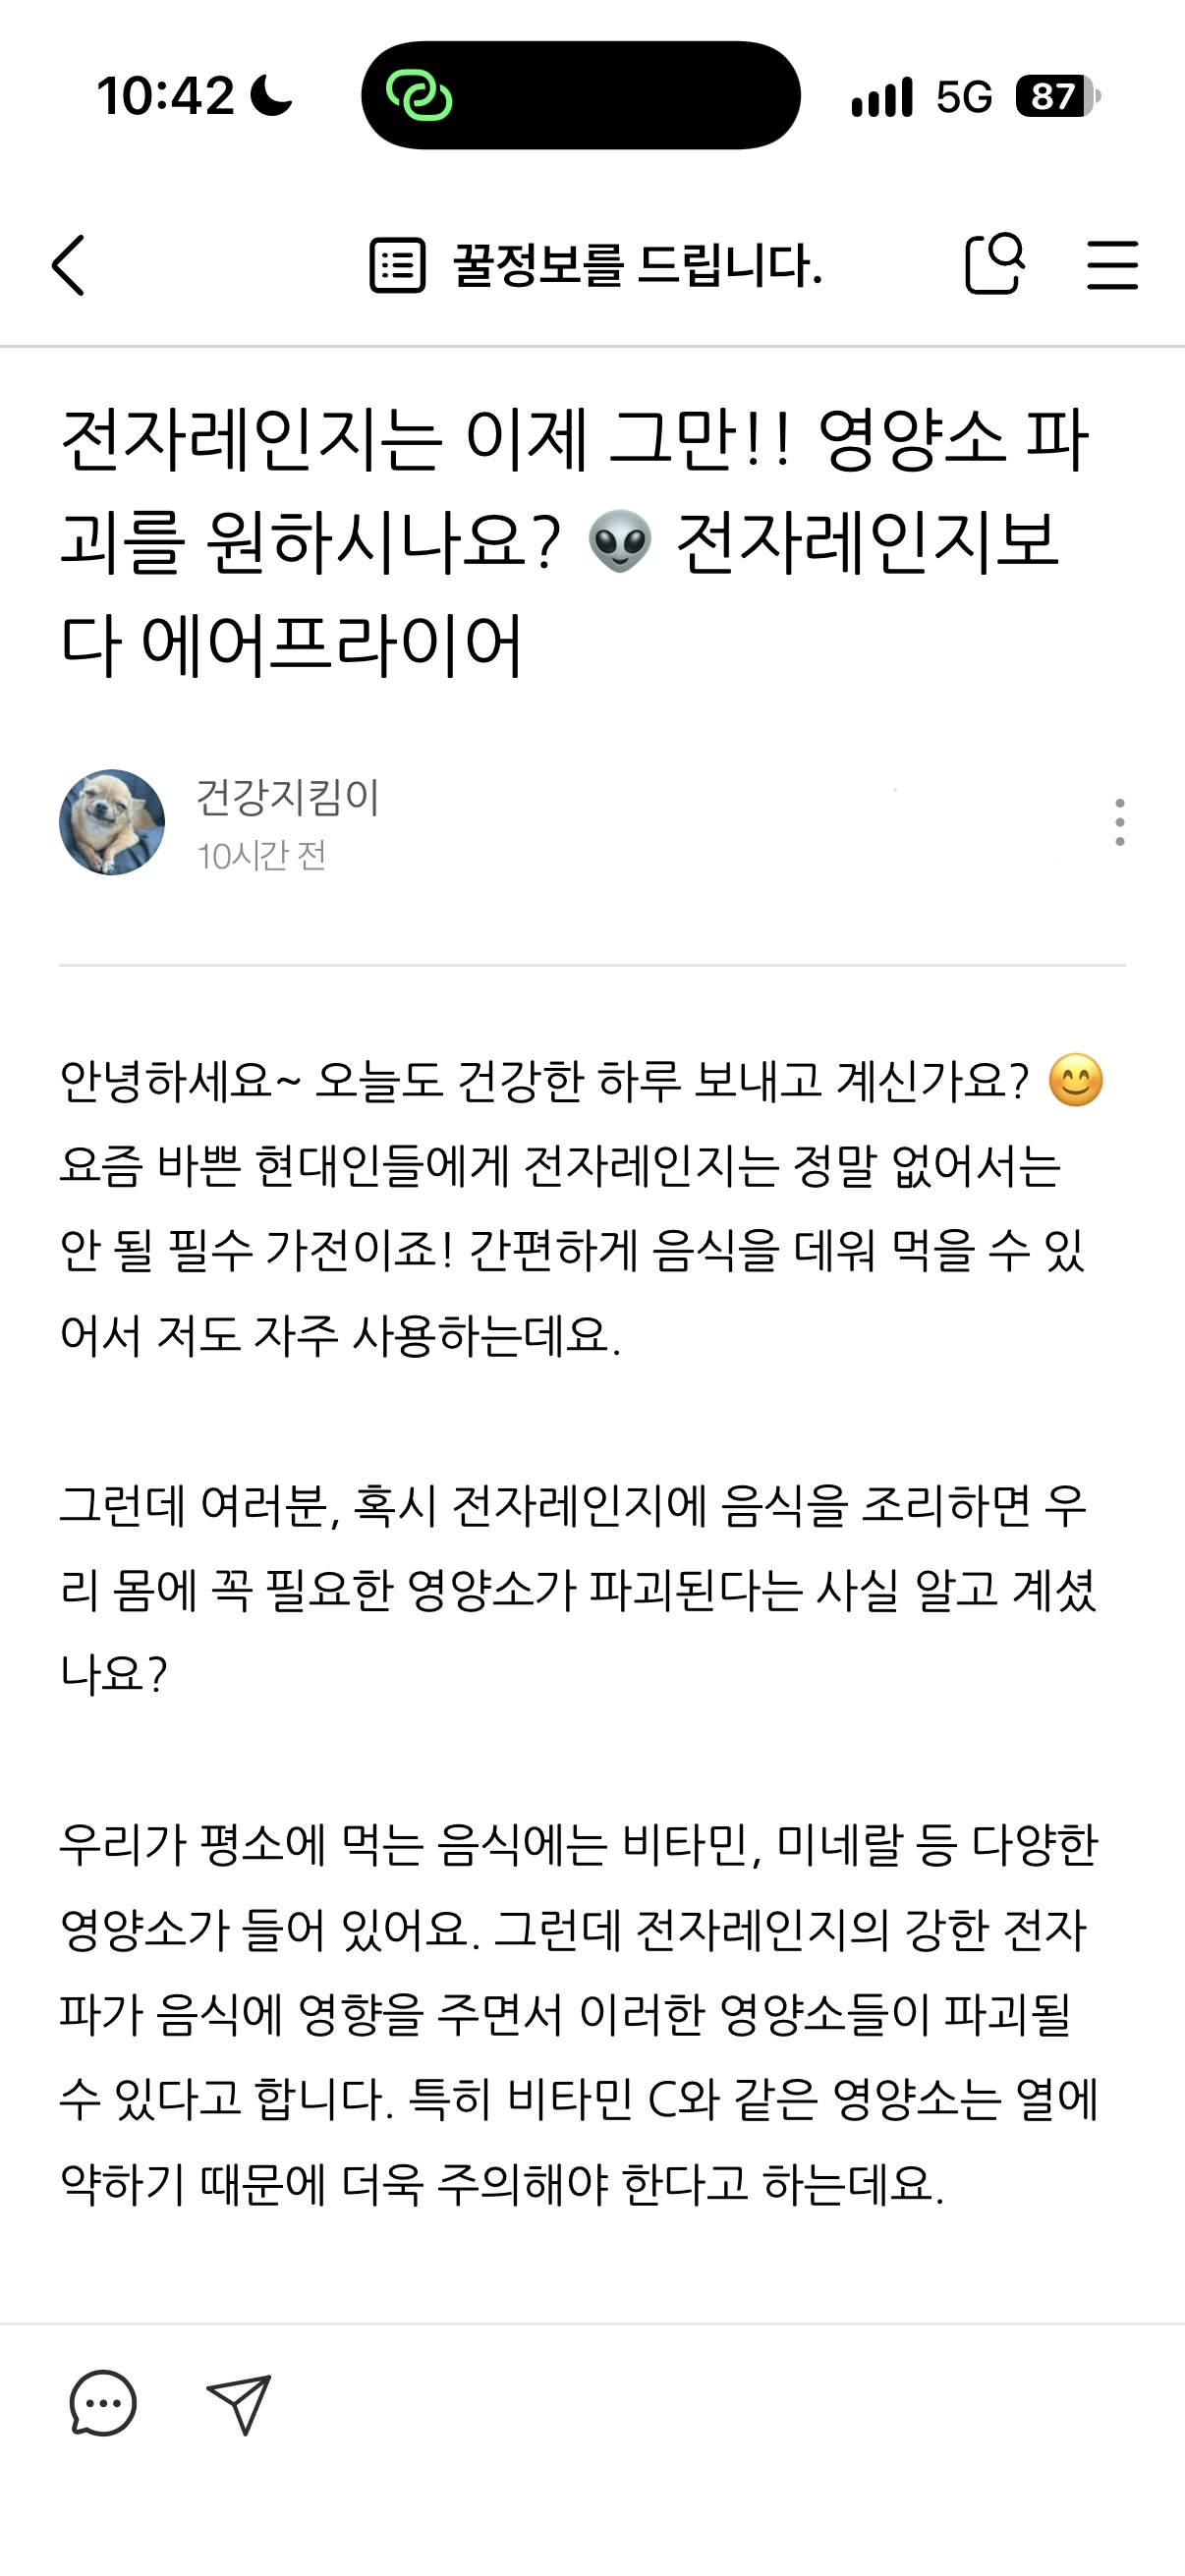 10:42
5G
87
꿀정보를 드립니다.
전자레인지는 이제 그만!! 영양소 파
괴를 원하시나요? 👽 전자레인지보
다 에어프라이어
건강지킴이
10시간 전
안녕하세요~ 오늘도 건강한 하루 보내고 계신가요? 😊
요즘 바쁜 현대인들에게 전자레인지는 정말 없어서는
안 될 필수 가전이죠! 간편하게 음식을 데워 먹을 수 있
어서 저도 자주 사용하는데요.
그런데 여러분, 혹시 전자레인지에 음식을 조리하면 우
리 몸에 꼭 필요한 영양소가 파괴된다는 사실 알고 계셨
나요?
우리가 평소에 먹는 음식에는 비타민, 미네랄 등 다양한
영양소가 들어 있어요. 그런데 전자레인지의 강한 전자
파가 음식에 영향을 주면서 이러한 영양소들이 파괴될
수 있다고 합니다. 특히 비타민 C와 같은 영양소는 열에
약하기 때문에 더욱 주의해야 한다고 하는데요.